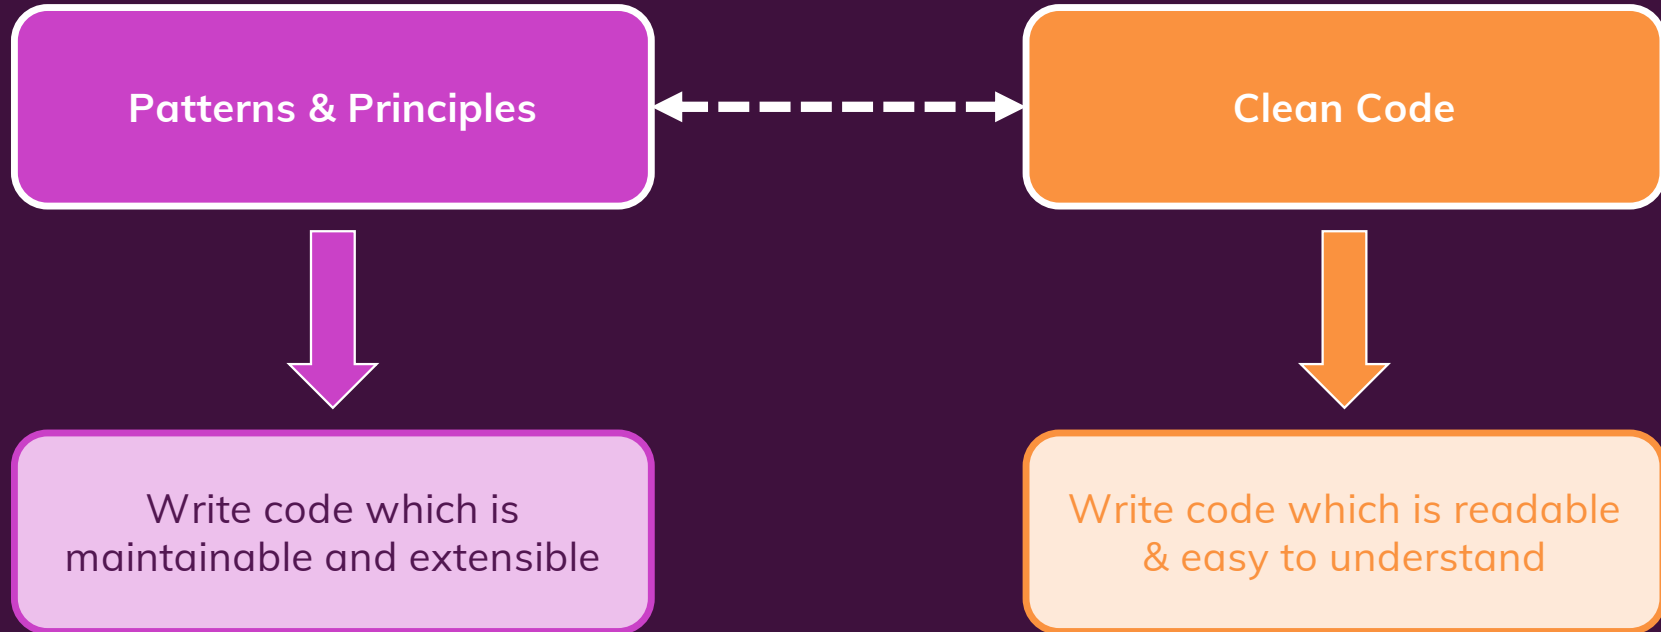 Patterns & Principles
Clean Code
Write code which is
maintainable and extensible
Write code which is readable
& easy to understand